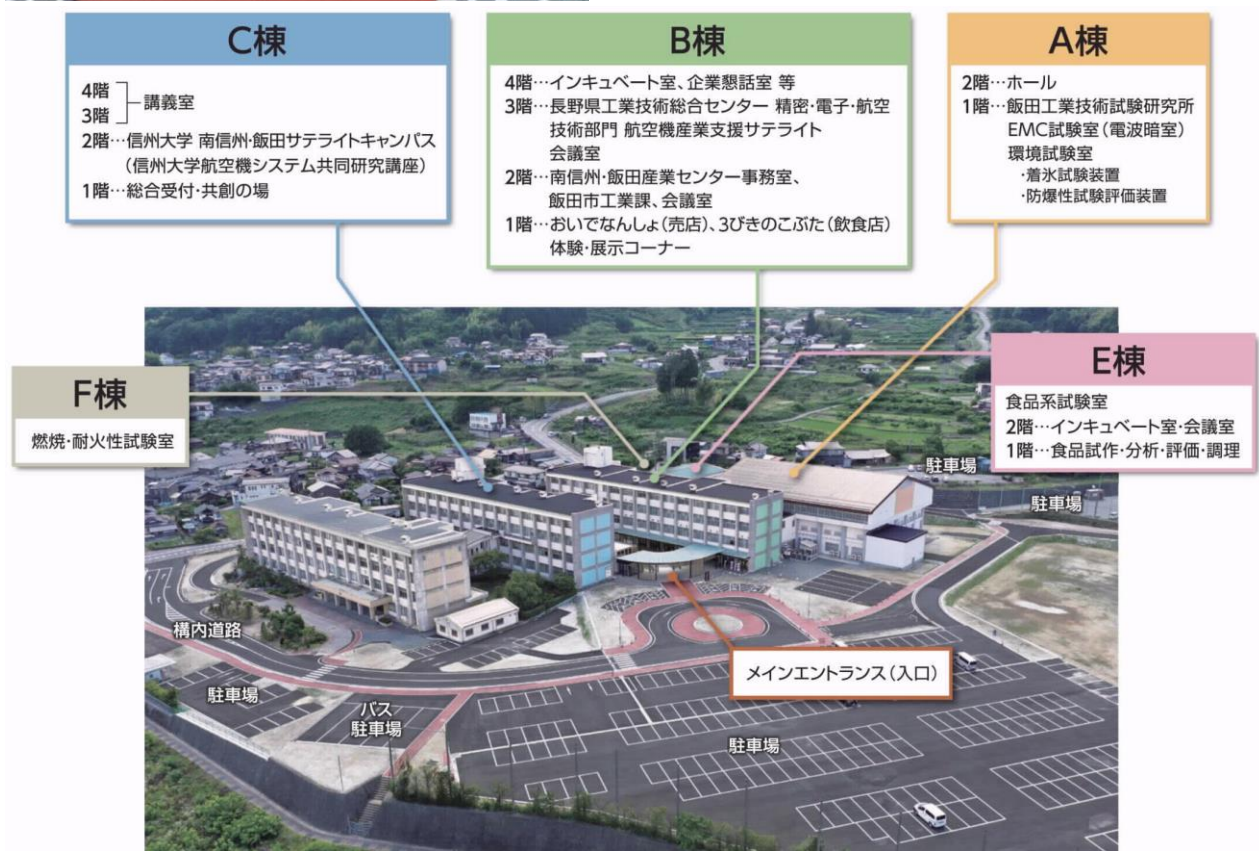 C棟
4階
3階
講義室
2階…信州大学 南信州・飯田サテライトキャンパス
（信州大学航空機システム共同研究講座）
1階…総合受付・共創の場
B棟
4階…インキュベート室、企業懇話室 等
3階…長野県工業技術総合センター 精密・電子・航空
技術部門 航空機産業支援サテライト
会議室
2階…南信州・飯田産業センター事務室、
飯田市工業課、会議室
1階…おいでなんしょ（売店）、3びきのこぶた（飲食店）
体験・展示コーナー
A棟
2階…ホール
1階…飯田工業技術試験研究所
EMC試験室（電波暗室）
環境試験室
・着氷試験装置
・防爆性試験評価装置
F棟
燃焼・耐火性試験室
E棟
食品系試験室
2階…インキュベート室・会議室
1階…食品試作・分析・評価・調理
駐車場
駐車場
構内道路
メインエントランス（入口）
駐車場
バス
駐車場
駐車場